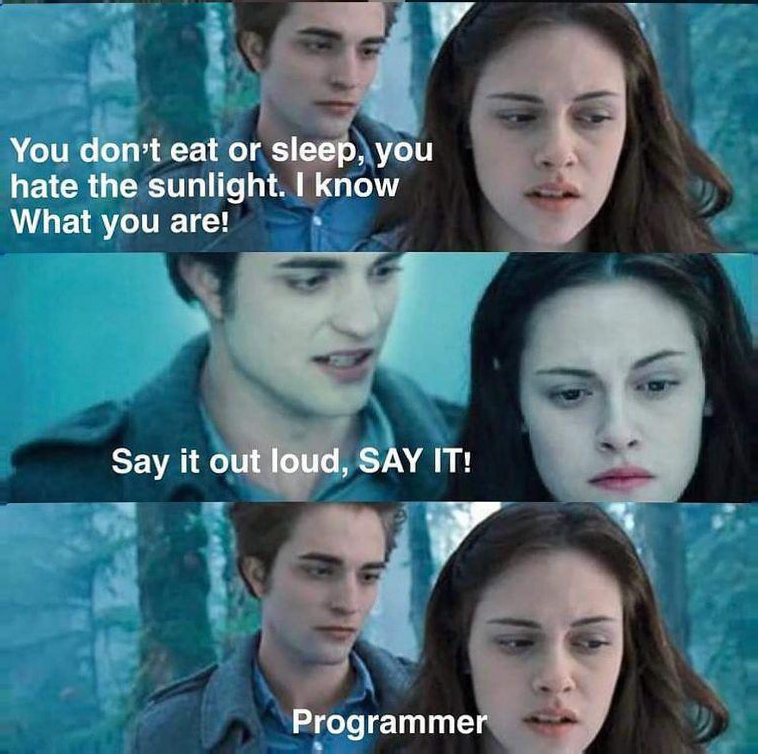 You don't eat or sleep, you
hate the sunlight. I know
What you are!
Say it out loud, SAY IT!
Programmer